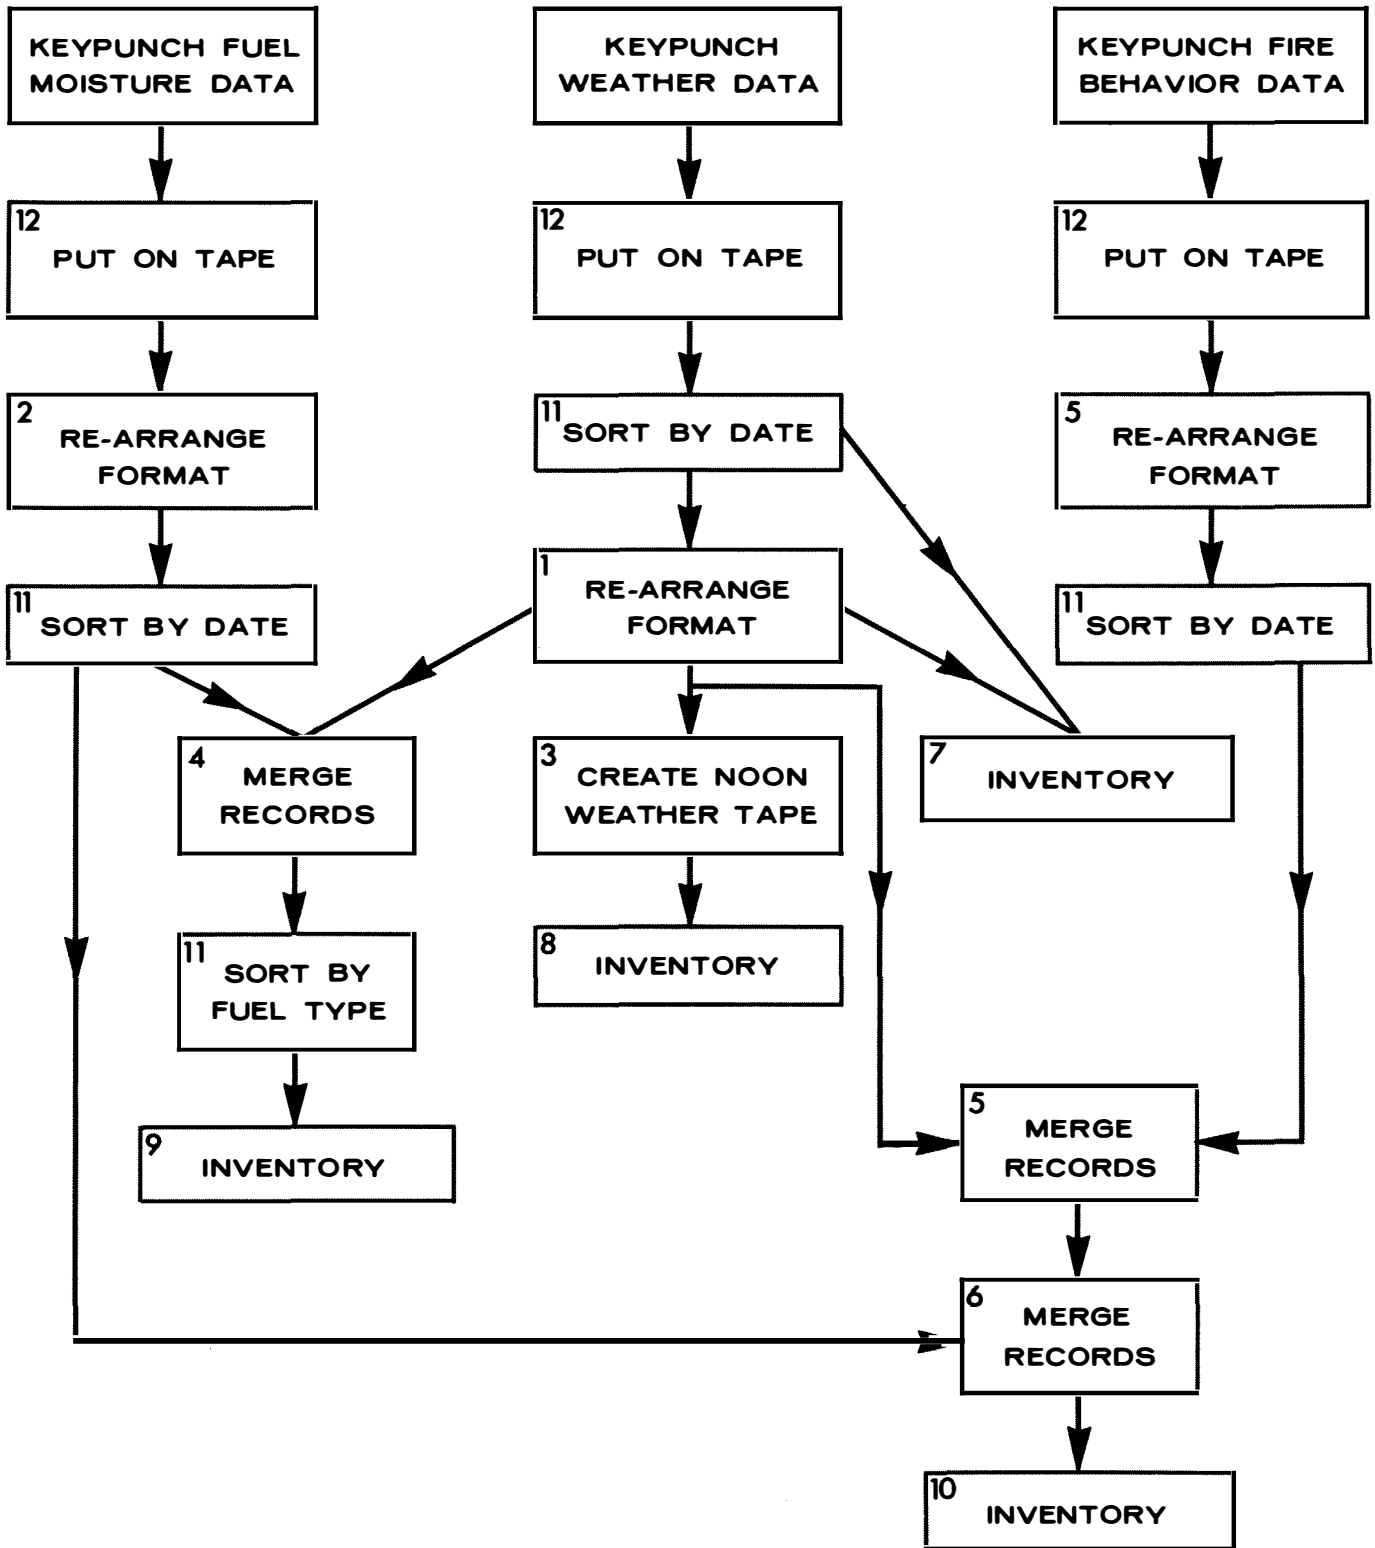 KEYPUNCH FUEL
MOISTURE DATA
KEYPUNCH
WEATHER DATA
KEYPUNCH FIRE
BEHAVIOR DATA
12
PUT ON TAPE
12
PUT ON TAPE
12
PUT ON TAPE
2
RE-ARRANGE
FORMAT
11
SORT BY DATE
5
RE-ARRANGE
FORMAT
11
SORT BY DATE
1
RE-ARRANGE
FORMAT
11
SORT BY DATE
4
MERGE
RECORDS
3
CREATE NOON
WEATHER TAPE
7
INVENTORY
11
SORT BY
FUEL TYPE
8
INVENTORY
9
INVENTORY
5
MERGE
RECORDS
6
MERGE
RECORDS
10
INVENTORY